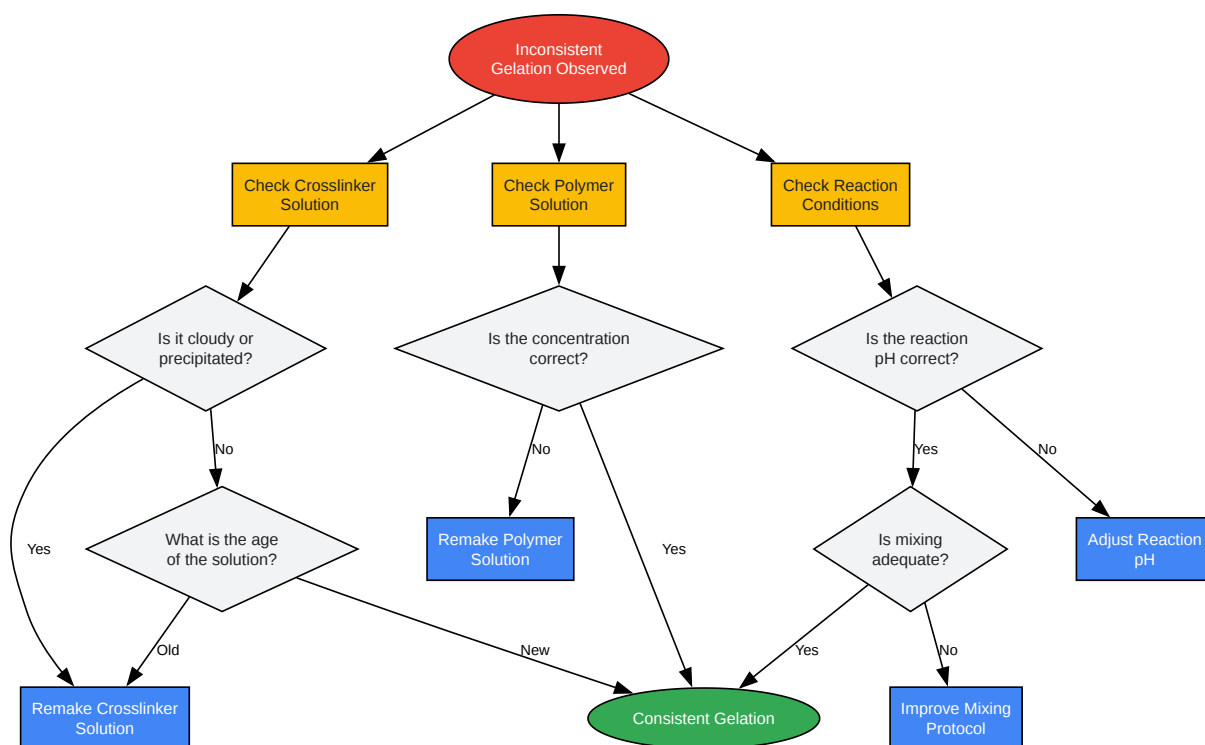 Inconsistent
Gelation Observed
Check Crosslinker
Solution
Check Polymer
Solution
Check Reaction
Conditions
Is it cloudy or
precipitated?
Is the concentration
correct?
Is the reaction
pH correct?
No
No
Yes
No
What is the age
of the solution?
Yes
Remake Polymer
Solution
Yes
Is mixing
adequate?
Adjust Reaction
pH
Old
New
Yes
No
Remake Crosslinker
Solution
Consistent Gelation
Improve Mixing
Protocol